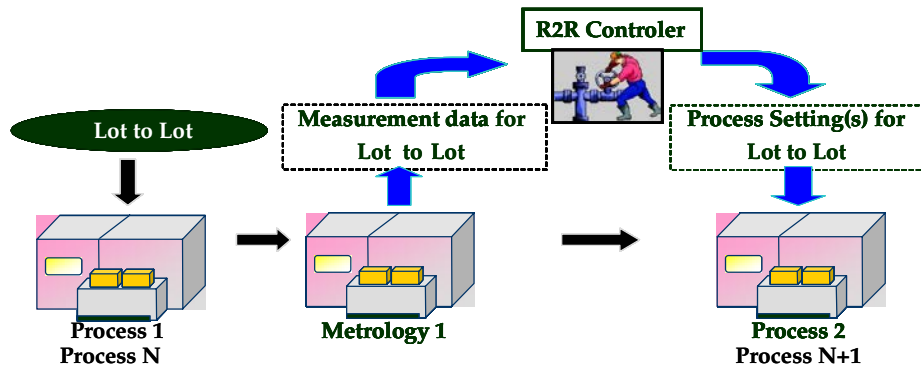 R2R Controler
Lot to Lot
Measurement data for
Lot to Lot
Process Setting(s) for
Lot to Lot
Process 1
Process N
Metrology 1
Process 2
Process N+1